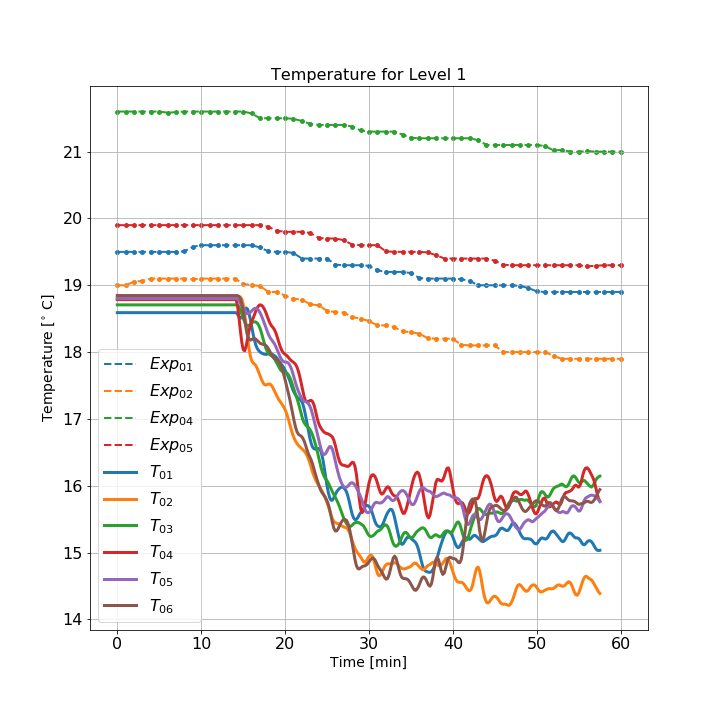 Temperature for Level 1
Temperature [° C]
21
20
19
18
17
16
15
14
Exp01
Exp02
Exp04
Exp05
T01
T02
T03
T04
T05
T06
0 10 20 30 40 50 60
Time [min]